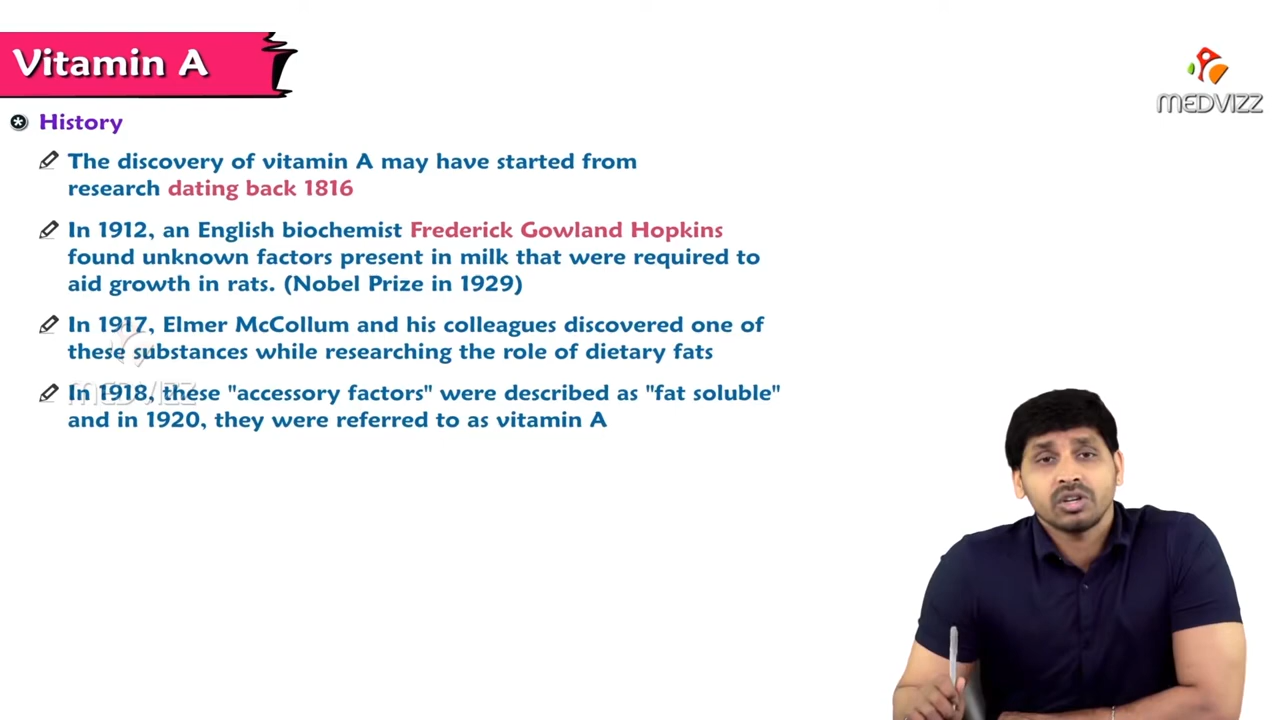 Vitamin A
MEDVIZZ
History
The discovery of vitamin A may have started from
research dating back 1816
In 1912, an English biochemist Frederick Gowland Hopkins
found unknown factors present in milk that were required to
aid growth in rats. (Nobel Prize in 1929)
In 1917, Elmer McCollum and his colleagues discovered one of
these substances while researching the role of dietary fats
MEDVIZZ
In 1918, these "accessory factors" were described as "fat soluble"
and in 1920, they were referred to as vitamin A